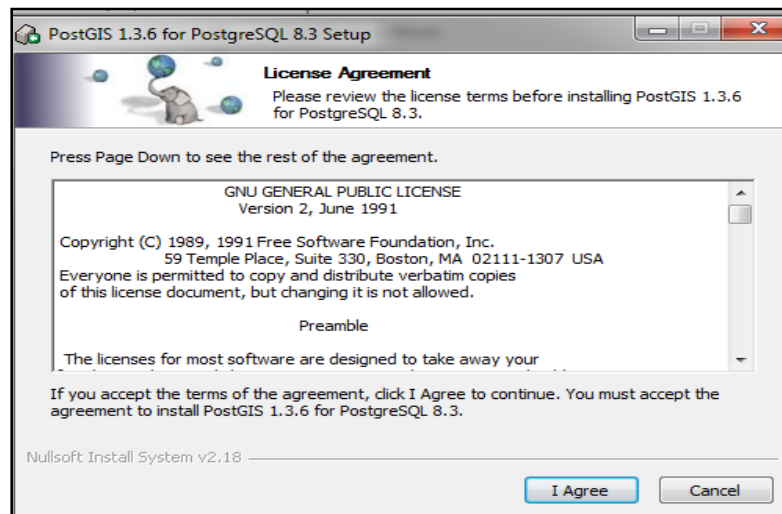 PostGIS 1.3.6 for PostgreSQL 8.3 Setup
License Agreement
Please review the license terms before installing PostGIS 1.3.6
for PostgreSQL 8.3.
Press Page Down to see the rest of the agreement.
GNU GENERAL PUBLIC LICENSE
Version 2, June 1991
Copyright (C) 1989, 1991 Free Software Foundation, Inc.
59 Temple Place, Suite 330, Boston, MA 02111-1307 USA
Everyone is permitted to copy and distribute verbatim copies
of this license document, but changing it is not allowed.
Preamble
The licenses for most software are designed to take away your
If you accept the terms of the agreement, click I Agree to continue. You must accept the
agreement to install PostGIS 1.3.6 for PostgreSQL 8.3.
Nullsoft Install System v2.18
I Agree Cancel